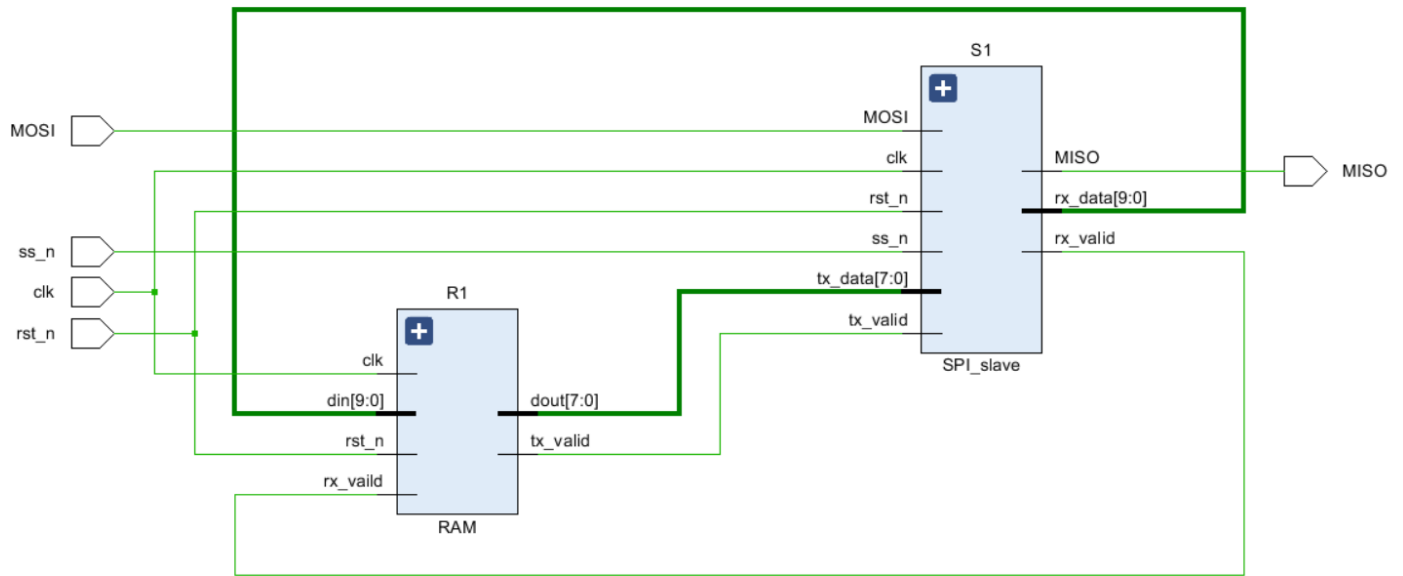 S1
MOSI
MOSI
clk
MISO
MISO
rst_n
rx_data[9:0]
ss_n
ss_n
rx_valid
tx_data[7:0]
clk
R1
tx_valid
rst_n
clk
SPI_slave
din[9:0]
dout[7:0]
rst_n
tx_valid
rx_vaild
RAM